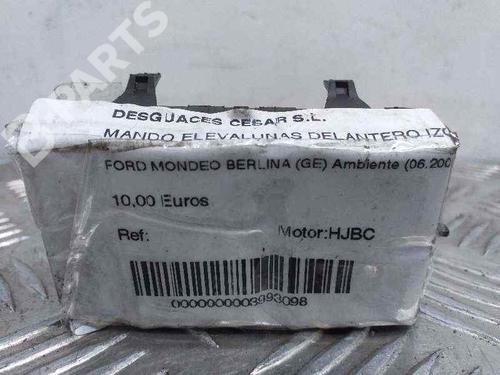 B-PARTS
DESGUACES CESAR S.L.
MANDO ELEVALUNAS DELANTERO IZQ
FORD MONDEO BERLINA (GE) Ambiente (06.200
10,00 Euros
Ref: Motor:HJBC
0000000003993098